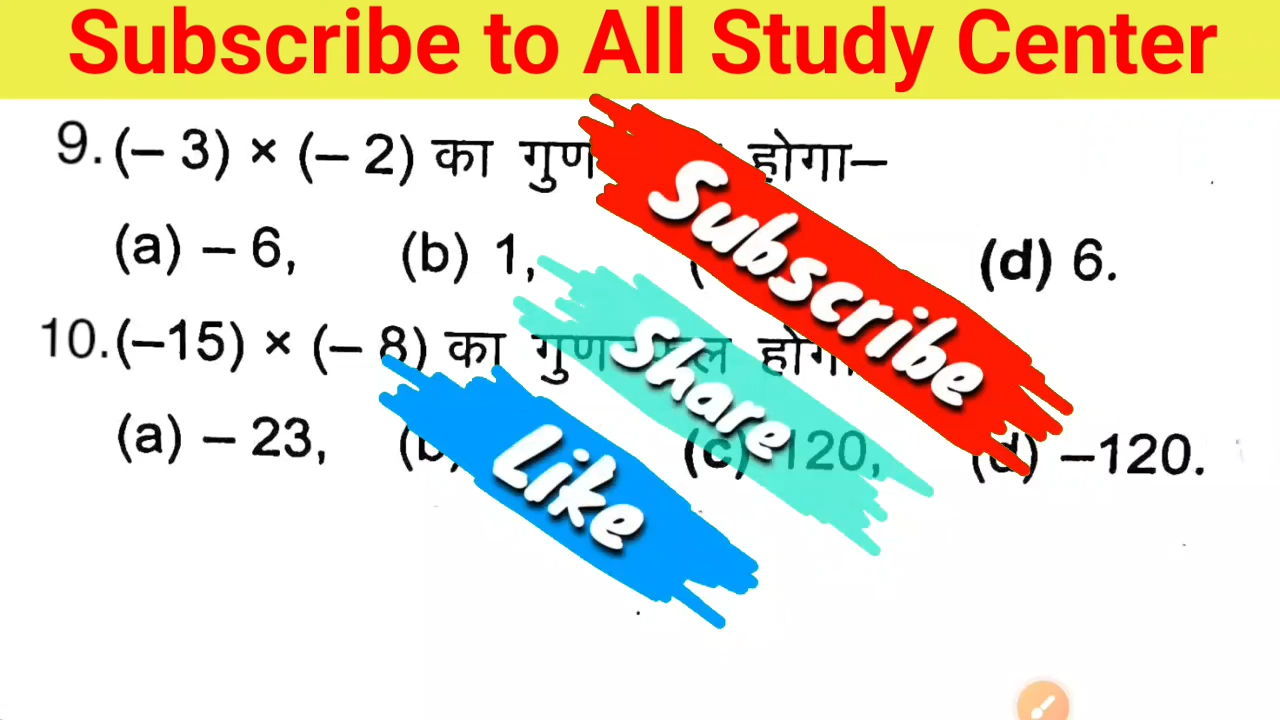 Subscribe to All Study Center
9. (– 3) × (– 2) का होगा–
(a) – 6, (b) 1, (d) 6.
10. (–15) × (– 8) का गुणनफल होगा
(a) – 23, (c) 120, (d) –120.
Subscribe
Share
Like